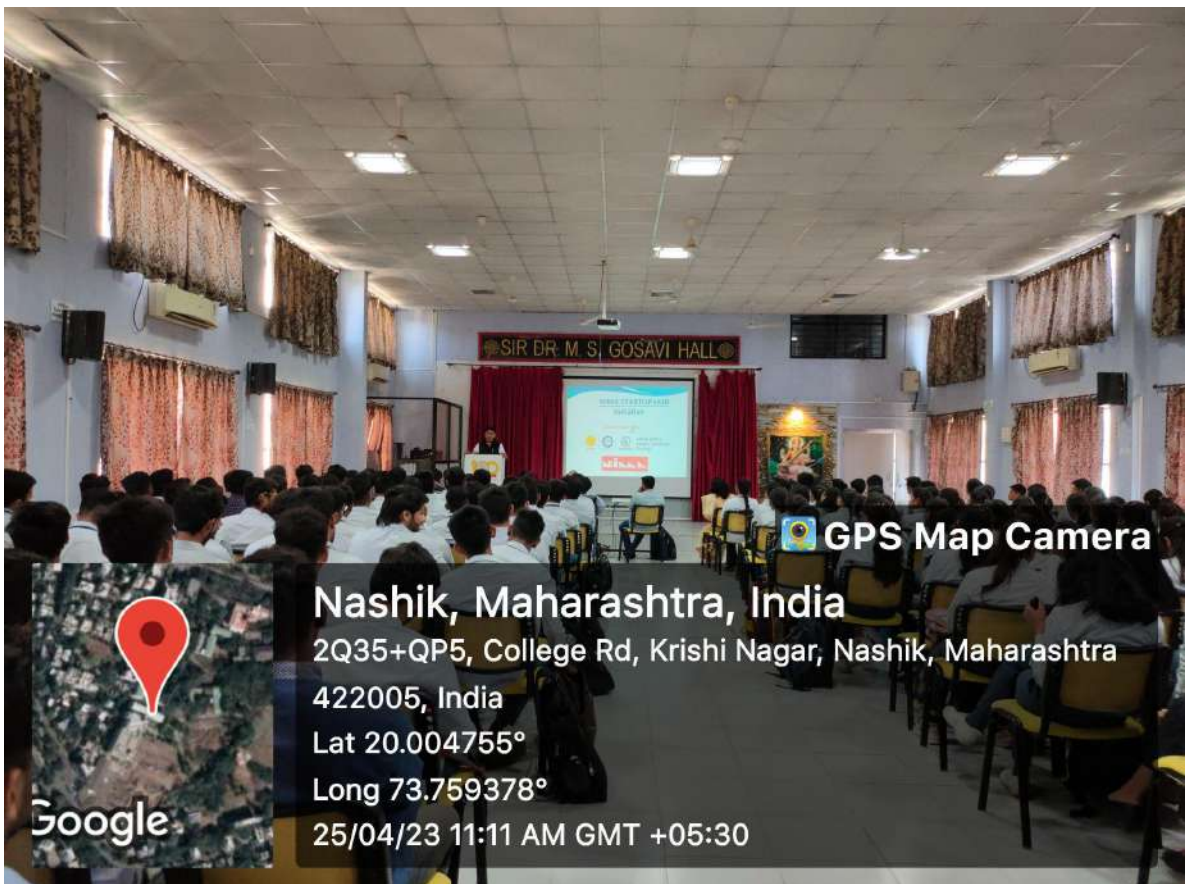 SIR DR. M. S. GOSAVI HALL
GPS Map Camera
Nashik, Maharashtra, India
2Q35+QP5, College Rd, Krishi Nagar, Nashik, Maharashtra
422005, India
Lat 20.004755°
Long 73.759378°
25/04/23 11:11 AM GMT +05:30
Google